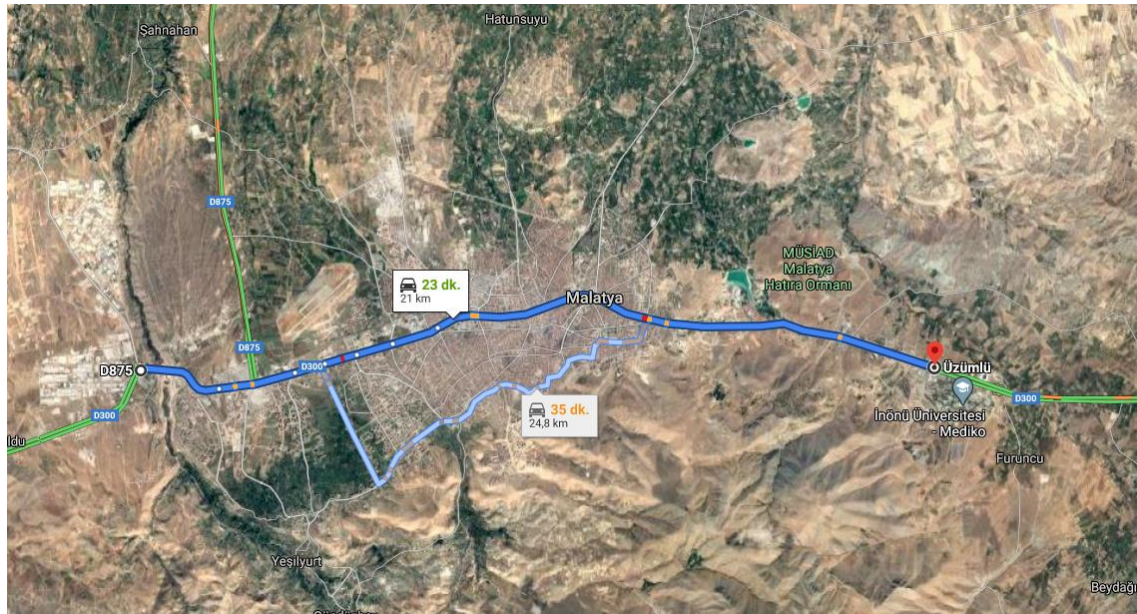 Şahnahan
Hatunsuyu
D875
MÜSİAD
Malatya
Hatıra Ormanı
23 dk.
21 km
Malatya
D875
D300
D875
Üzümlü
D300
35 dk.
24,8 km
D300
İnönü Üniversitesi
- Mediko
ldu
Furuncu
Yeşilyurt
Beydağı